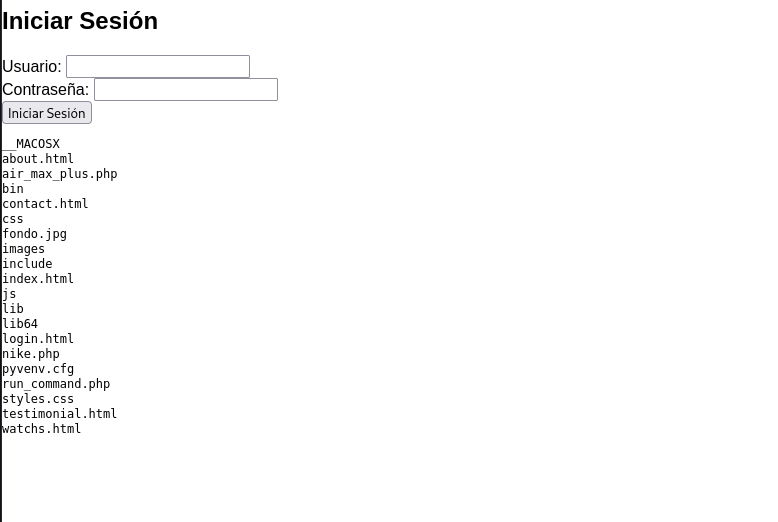 Iniciar Sesión
Usuario:
Contraseña:
Iniciar Sesión
__MACOSX
about.html
air_max_plus.php
bin
contact.html
css
fondo.jpg
images
include
index.html
js
lib
lib64
login.html
nike.php
pyvenv.cfg
run_command.php
styles.css
testimonial.html
watchs.html